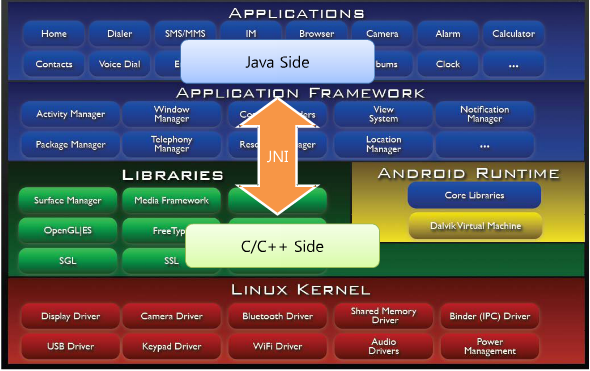 APPLICATIONS
Home Dialer SMS/MMS IM Browser Camera Alarm Calculator
Contacts Voice Dial Java Side Clock ...
APPLICATION FRAMEWORK
Activity Manager Window Manager View System Notification Manager
Package Manager Telephony Manager Location Manager ...
JNI
LIBRARIES ANDROID RUNTIME
Surface Manager Media Framework Core Libraries
OpenGL|ES FreeTyp Dalvik Virtual Machine
C/C++ Side
SGL SSL
LINUX KERNEL
Display Driver Camera Driver Bluetooth Driver Shared Memory Driver Binder (IPC) Driver
USB Driver Keypad Driver WiFi Driver Audio Drivers Power Management